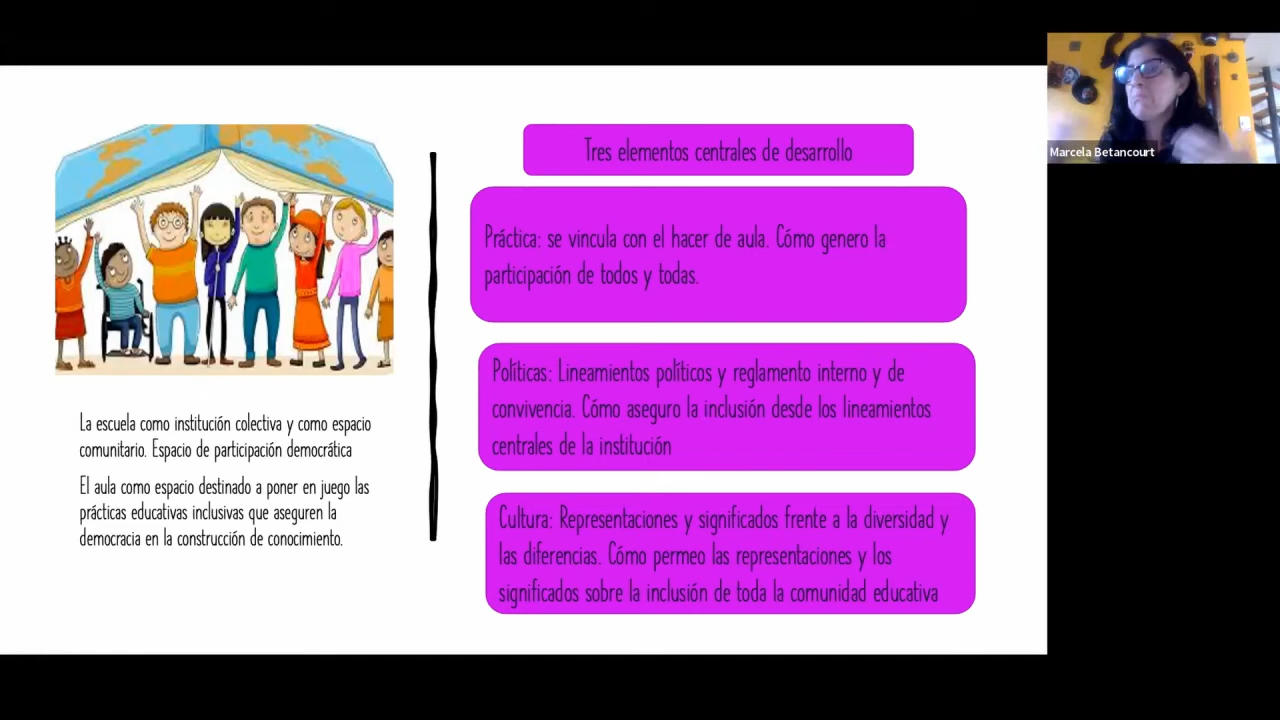 La escuela como institución colectiva y como espacio
comunitario. Espacio de participación democrática
El aula como espacio destinado a poner en juego las
prácticas educativas inclusivas que aseguren la
democracia en la construcción de conocimiento.
Tres elementos centrales de desarrollo
Práctica: se vincula con el hacer de aula. Cómo genero la
participación de todos y todas.
Políticas: Lineamientos políticos y reglamento interno y de
convivencia. Cómo aseguro la inclusión desde los lineamientos
centrales de la institución
Cultura: Representaciones y significados frente a la diversidad y
las diferencias. Cómo permeo las representaciones y los
significados sobre la inclusión de toda la comunidad educativa
Marcela Betancourt